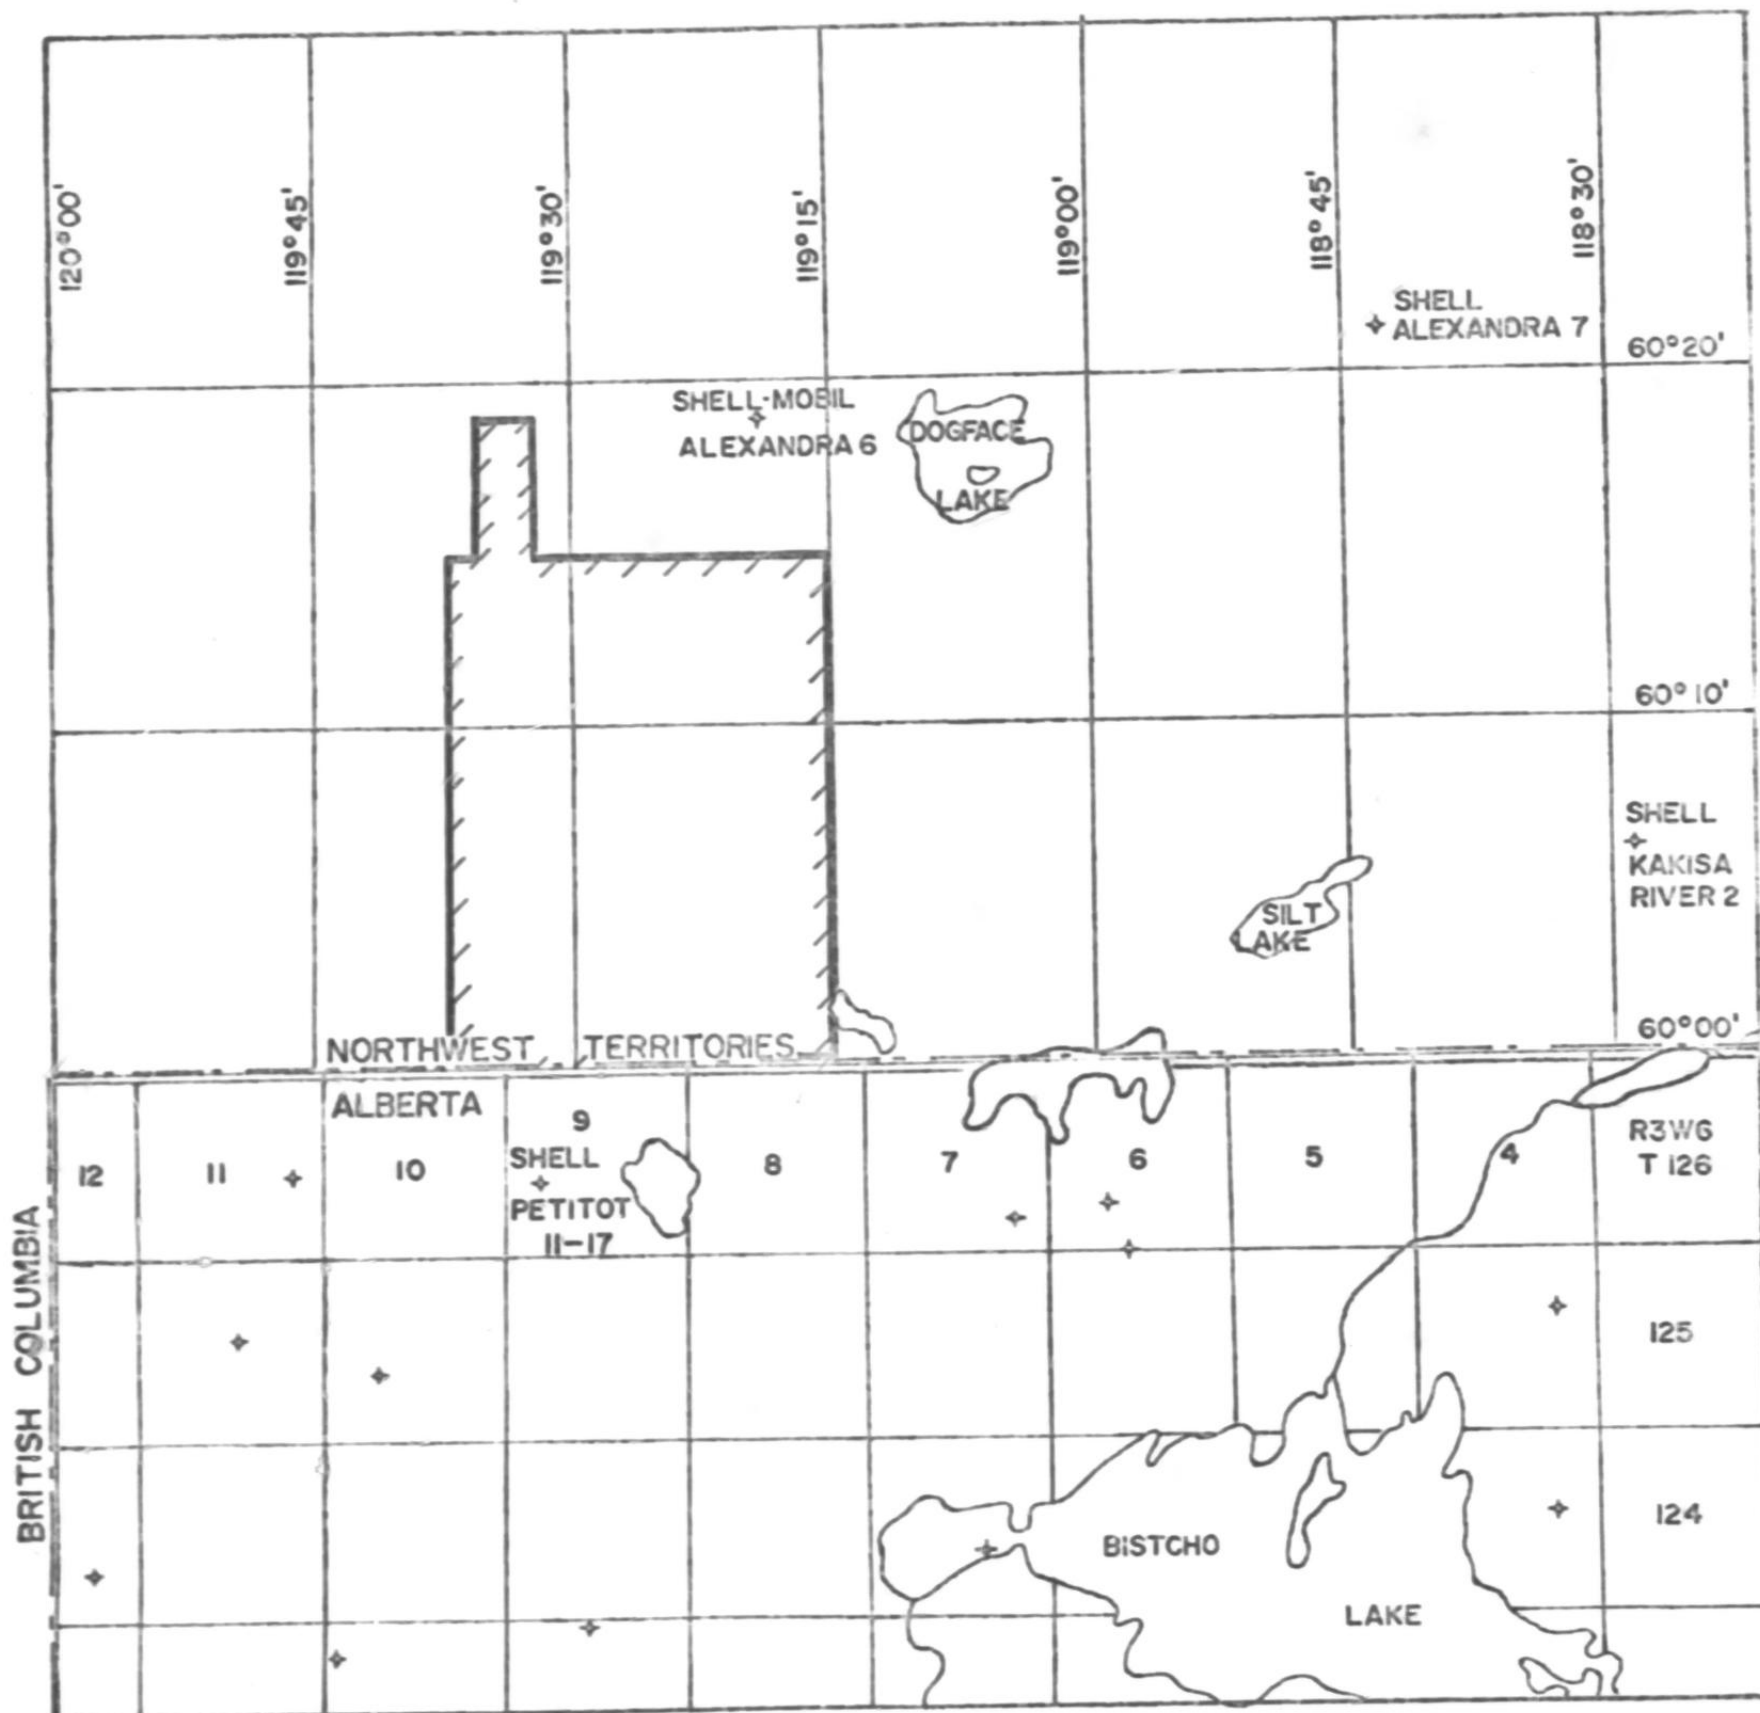 120°00'
119°45'
119°30'
119°15'
119°00'
118°45'
118°30'
SHELL
ALEXANDRA 7
60°20'
SHELL-MOBIL
ALEXANDRA 6
DOGFACE
LAKE
60°10'
SHELL
KAKISA
RIVER 2
SILT
LAKE
60°00'
NORTHWEST TERRITORIES
ALBERTA
BRITISH COLUMBIA
12
11
10
9
8
7
6
5
4
R3W6
T 126
SHELL
PETITOT
11-17
125
124
BISTCHO
LAKE